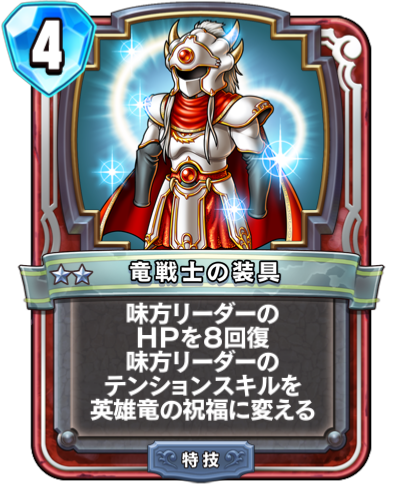 4
竜戦士の装具
味方リーダーの
HPを8回復
味方リーダーの
テンションスキルを
英雄竜の祝福に変える
特技